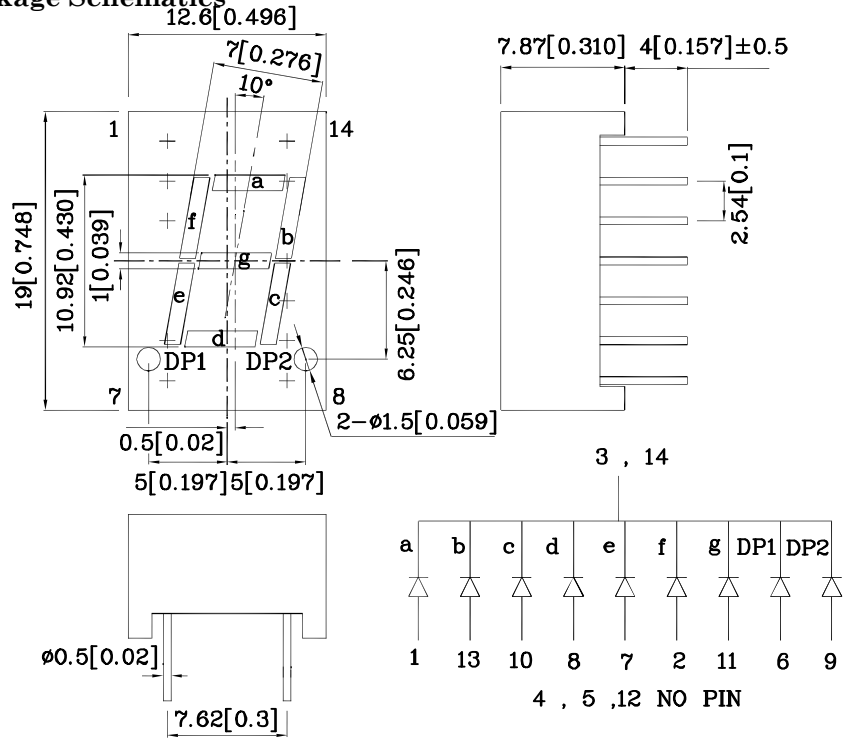 kage Schematics
12.6[0.496]
7[0.276]
10°
7.87[0.310]
4[0.157]±0.5
1
14
2.54[0.1]
19[0.748]
10.92[0.430]
1[0.039]
a
f
b
g
e
c
d
6.25[0.246]
DP1
DP2
7
8
2-ø1.5[0.059]
0.5[0.02]
5[0.197]
5[0.197]
3 , 14
a b c d e f g DP1 DP2
1 13 10 8 7 2 11 6 9
4 , 5 ,12 NO PIN
ø0.5[0.02]
7.62[0.3]